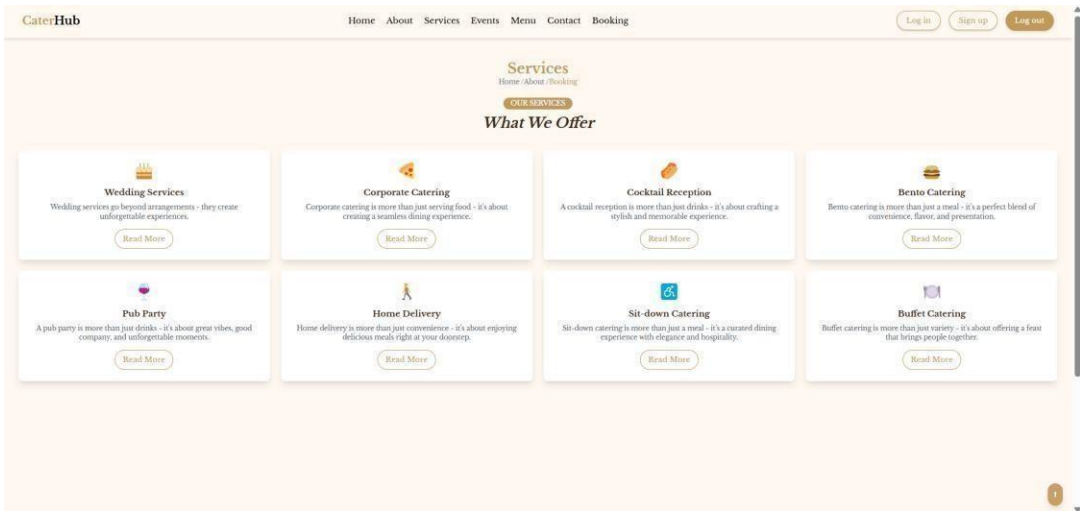 CaterHub
Home About Services Events Menu Contact Booking
Log in Sign up Log out
Services
Home /About /Booking
OUR SERVICES
What We Offer
Wedding Services
Wedding services go beyond arrangements - they create
unforgettable experiences.
Read More
Corporate Catering
Corporate catering is more than just serving food - it's about
creating a seamless dining experience.
Read More
Cocktail Reception
A cocktail reception is more than just drinks - it's about crafting a
stylish and memorable experience.
Read More
Bento Catering
Bento catering is more than just a meal - it's a perfect blend of
convenience, flavor, and presentation.
Read More
Pub Party
A pub party is more than just drinks - it's about great vibes, good
company, and unforgettable moments.
Read More
Home Delivery
Home delivery is more than just convenience - it's about enjoying
delicious meals right at your doorstep.
Read More
Sit-down Catering
Sit-down catering is more than just a meal - it's a curated dining
experience with elegance and hospitality.
Read More
Buffet Catering
Buffet catering is more than just variety - it's about offering a feast
that brings people together.
Read More